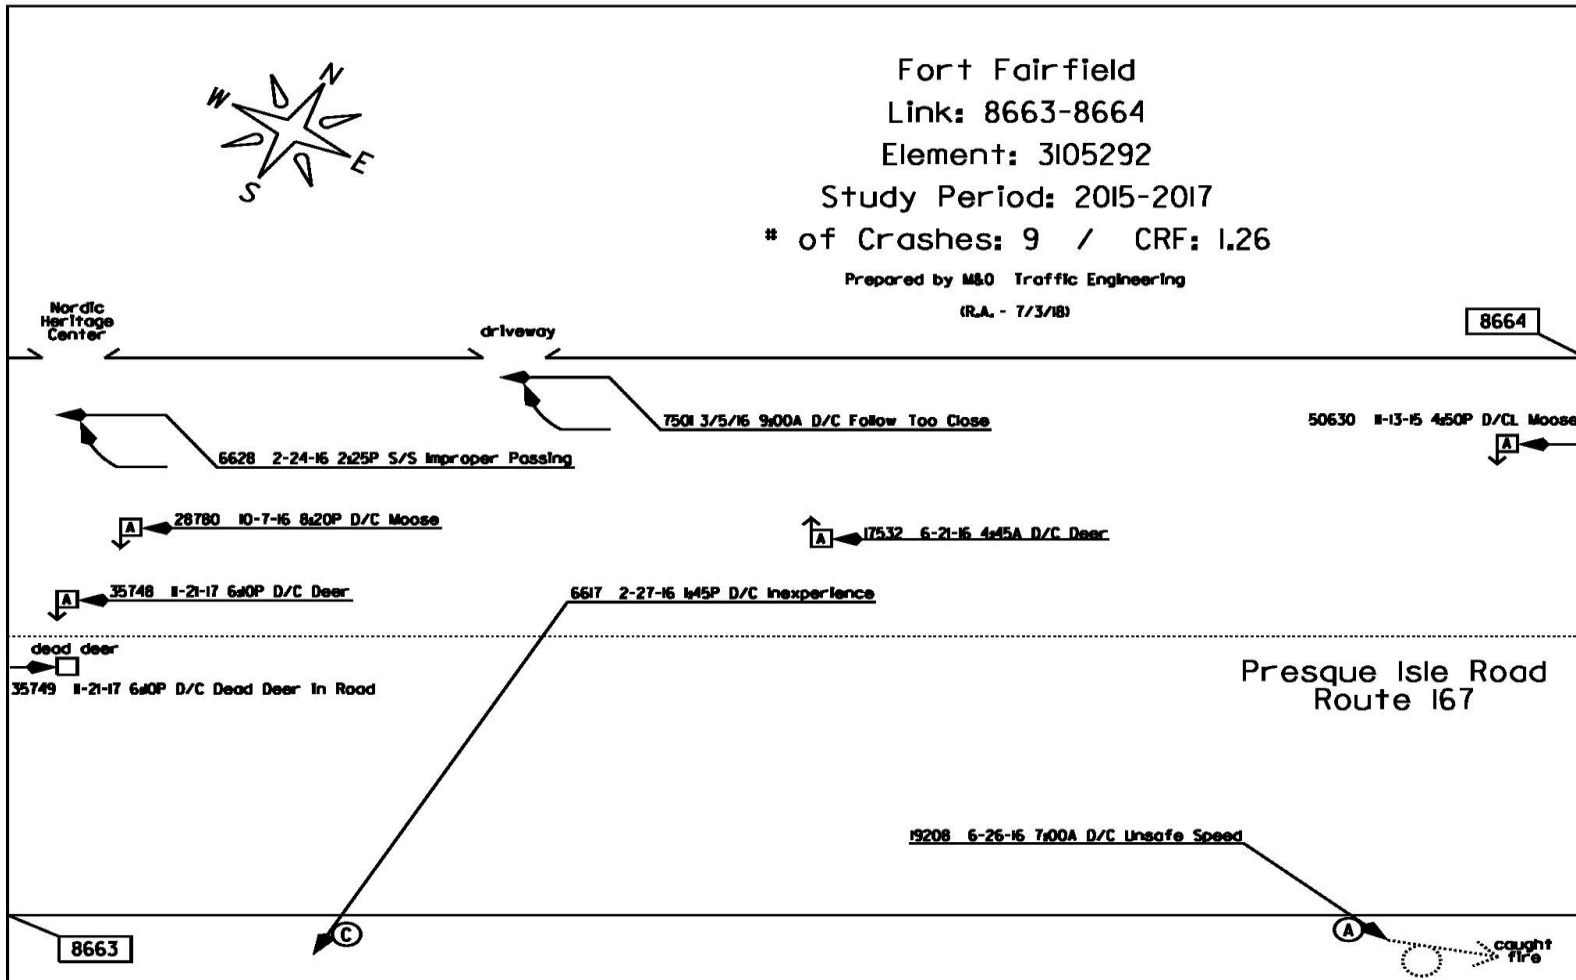 N
W
E
S
Fort Fairfield
Link: 8663-8664
Element: 3105292
Study Period: 2015-2017
# of Crashes: 9 / CRF: 1.26
Prepared by M&O Traffic Engineering
(R.A. - 7/3/18)
Nordic
Heritage
Center
driveway
8664
7501 3/5/16 9:00A D/C Follow Too Close
50630 11-13-15 4:50P D/CL Moose
A
6628 2-24-16 2:25P S/S Improper Passing
A 28780 10-7-16 8:20P D/C Moose
A 17532 6-21-16 4:45A D/C Deer
A 35748 11-21-17 6:10P D/C Deer
6617 2-27-16 1:45P D/C Inexperience
dead deer
35749 11-21-17 6:10P D/C Dead Deer In Road
Presque Isle Road
Route 167
19208 6-26-16 7:00A D/C Unsafe Speed
8663
C
A
caught
fire